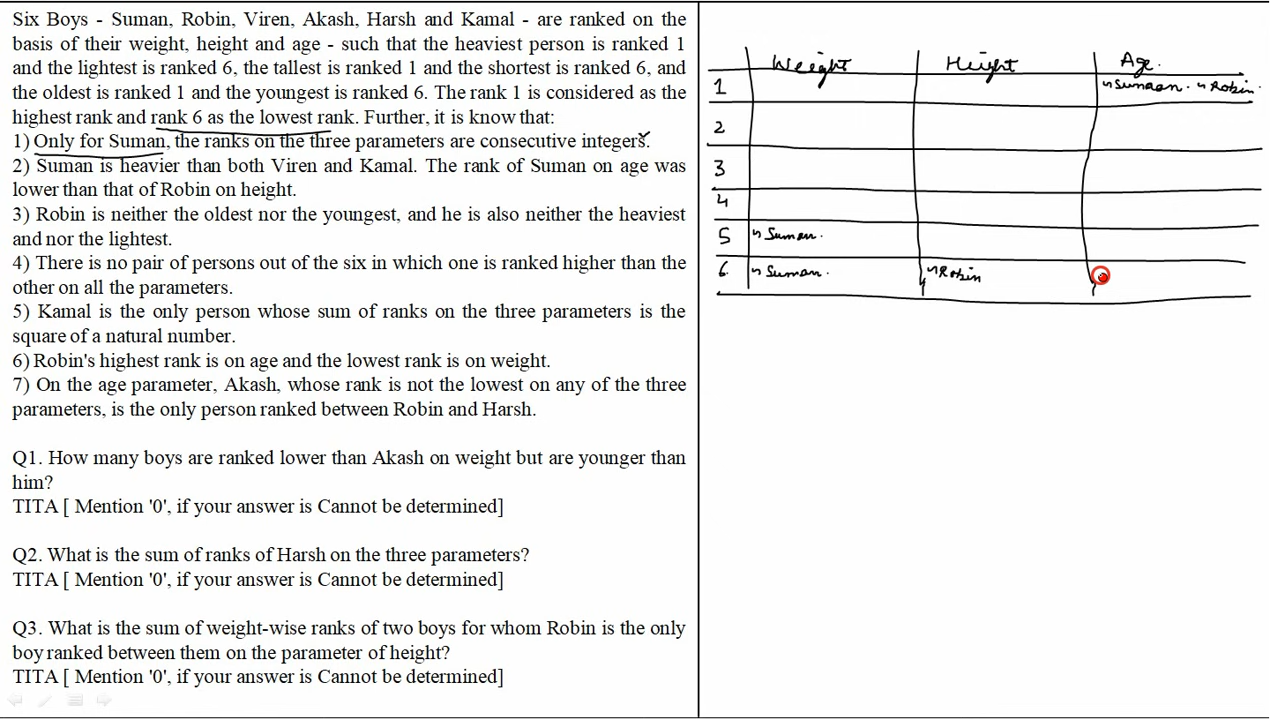 Six Boys - Suman, Robin, Viren, Akash, Harsh and Kamal - are ranked on the
basis of their weight, height and age - such that the heaviest person is ranked 1
and the lightest is ranked 6, the tallest is ranked 1 and the shortest is ranked 6, and
the oldest is ranked 1 and the youngest is ranked 6. The rank 1 is considered as the
highest rank and rank 6 as the lowest rank. Further, it is know that:
1) Only for Suman, the ranks on the three parameters are consecutive integers.
2) Suman is heavier than both Viren and Kamal. The rank of Suman on age was
lower than that of Robin on height.
3) Robin is neither the oldest nor the youngest, and he is also neither the heaviest
and nor the lightest.
4) There is no pair of persons out of the six in which one is ranked higher than the
other on all the parameters.
5) Kamal is the only person whose sum of ranks on the three parameters is the
square of a natural number.
6) Robin's highest rank is on age and the lowest rank is on weight.
7) On the age parameter, Akash, whose rank is not the lowest on any of the three
parameters, is the only person ranked between Robin and Harsh.
Q1. How many boys are ranked lower than Akash on weight but are younger than
him?
TITA [ Mention '0', if your answer is Cannot be determined]
Q2. What is the sum of ranks of Harsh on the three parameters?
TITA [ Mention '0', if your answer is Cannot be determined]
Q3. What is the sum of weight-wise ranks of two boys for whom Robin is the only
boy ranked between them on the parameter of height?
TITA [ Mention '0', if your answer is Cannot be determined]
Weight Height Age.
1 Suman. Robin.
2
3
4
5 Suman.
6. Suman. Robin